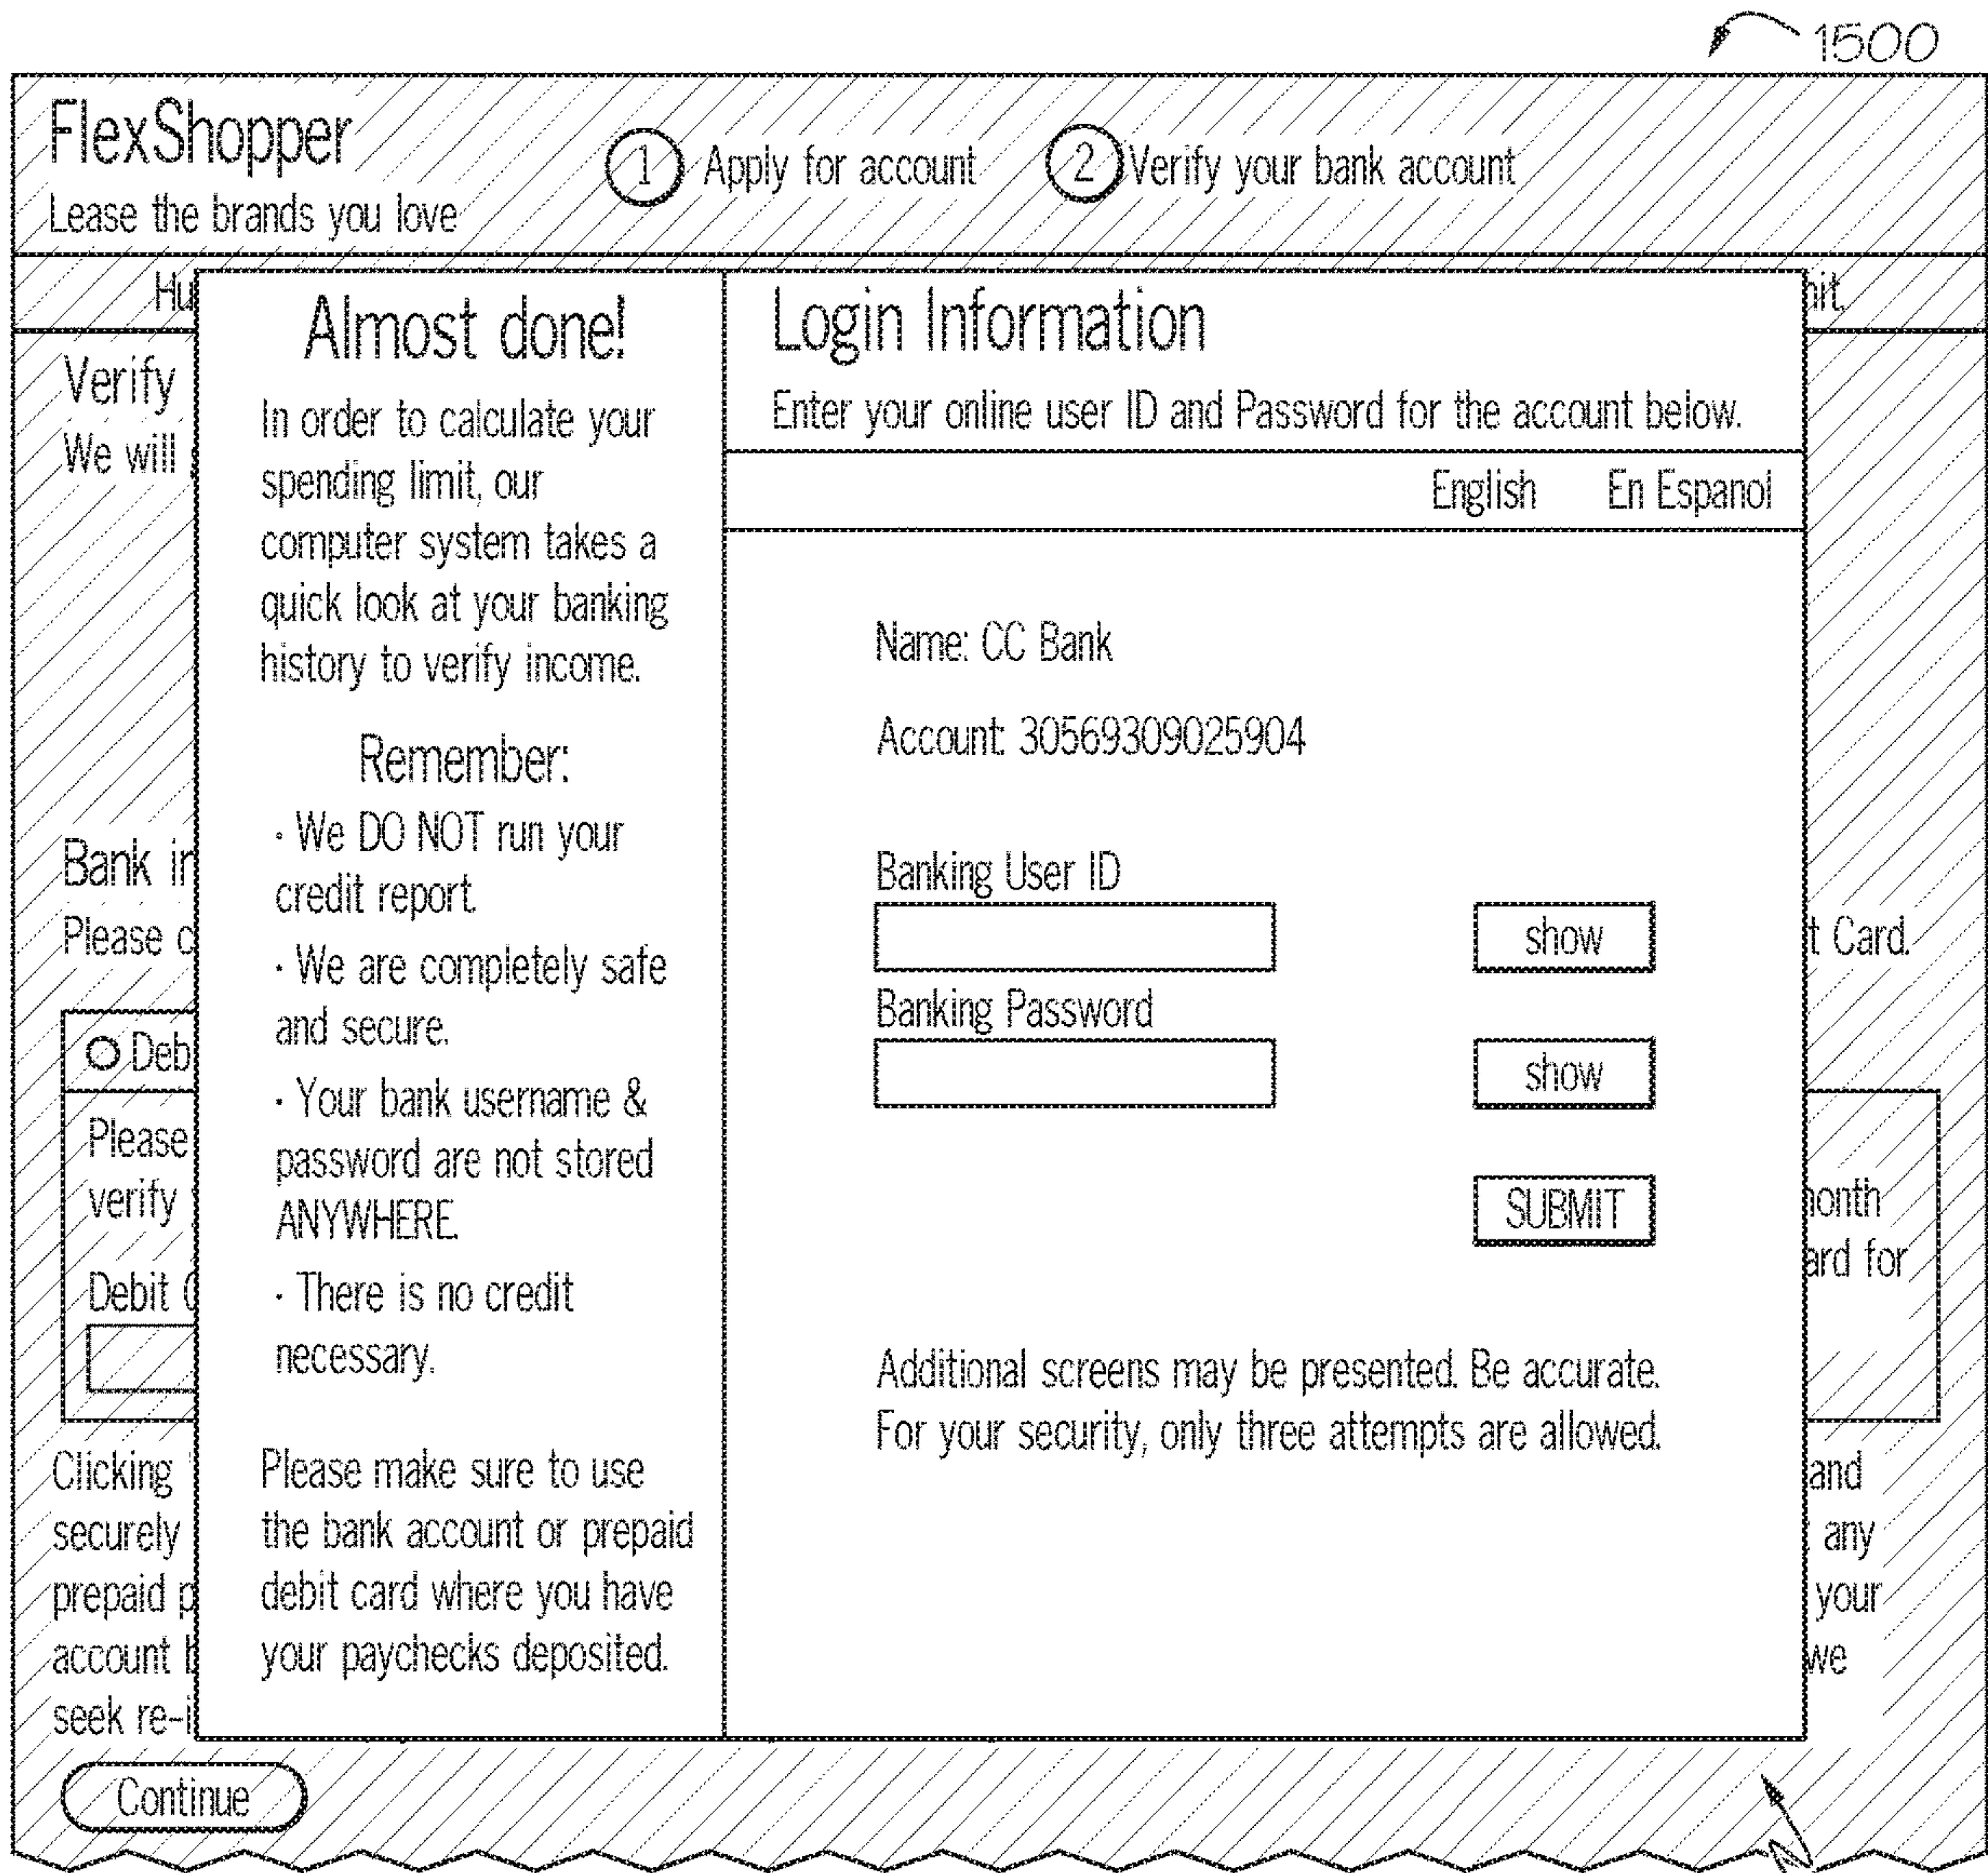 1500
FlexShopper
Lease the brands you love
1 Apply for account 2 Verify your bank account
Hu
Verify
We will
Bank in
Please c
t Card.
Deb
Please
verify
Debit
onth
ard for
Clicking
securely
prepaid p
account
seek re-i
and
any
your
we
Continue
Almost done!
In order to calculate your
spending limit, our
computer system takes a
quick look at your banking
history to verify income.
Remember:
· We DO NOT run your
credit report.
· We are completely safe
and secure.
· Your bank username &
password are not stored
ANYWHERE.
· There is no credit
necessary.
Please make sure to use
the bank account or prepaid
debit card where you have
your paychecks deposited.
Login Information
Enter your online user ID and Password for the account below.
English En Espanol
Name: CC Bank
Account: 30569309025904
Banking User ID
show
Banking Password
show
SUBMIT
Additional screens may be presented. Be accurate.
For your security, only three attempts are allowed.